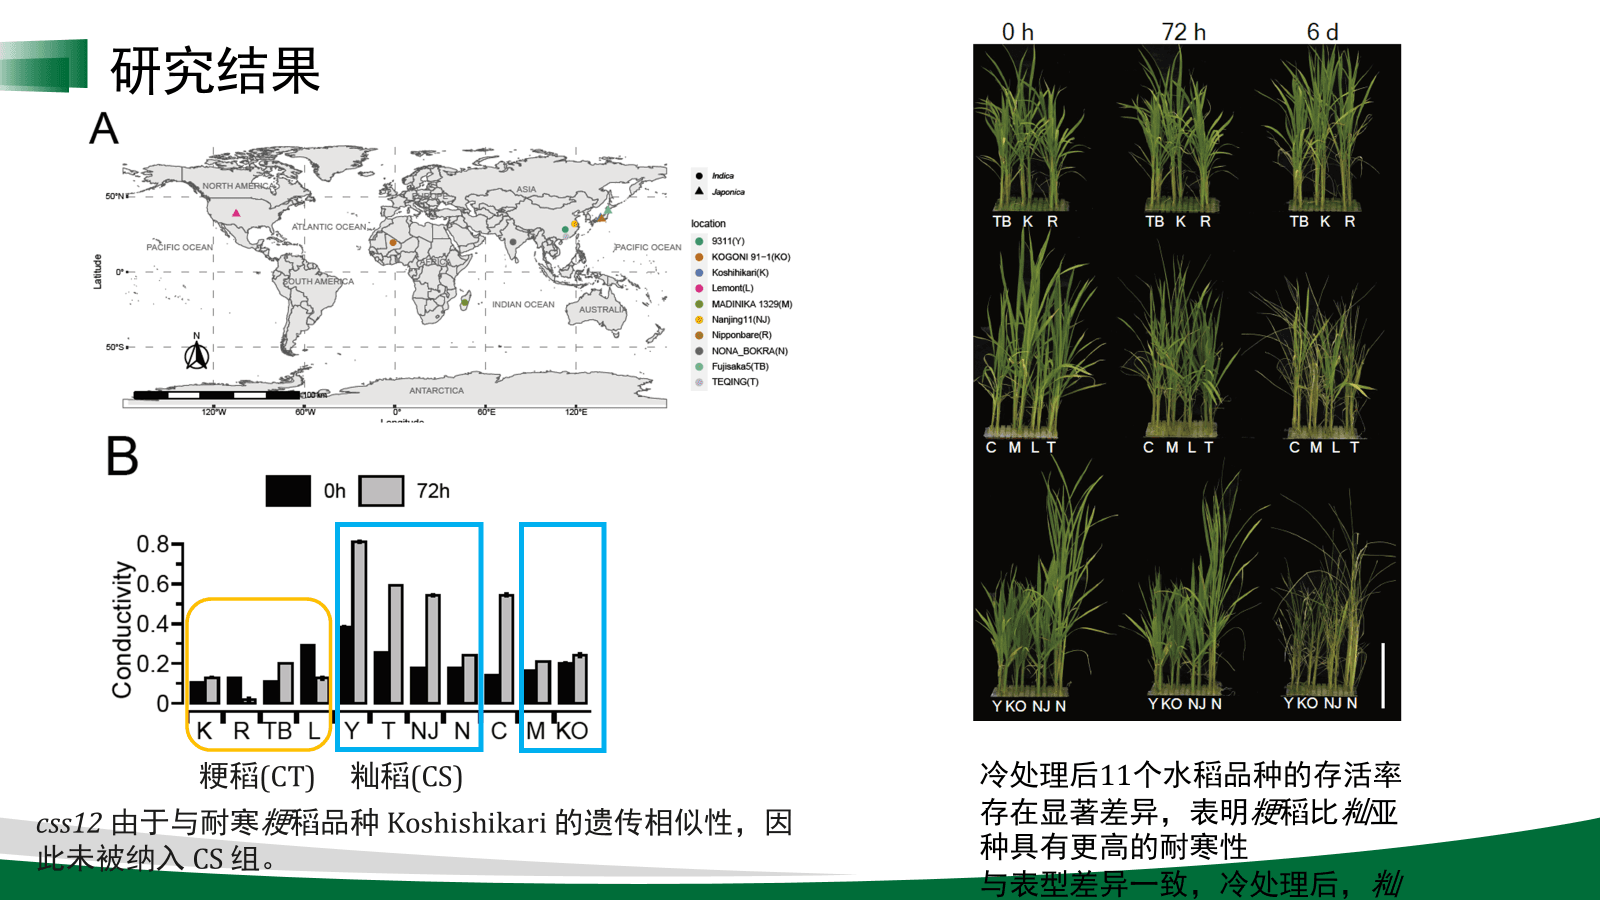 研究结果
A
NORTH AMERICA
ASIA
EUROPE
ATLANTIC OCEAN
PACIFIC OCEAN
PACIFIC OCEAN
AFRICA
SOUTH AMERICA
INDIAN OCEAN
AUSTRALIA
ANTARCTICA
N
100 km
50°N
0°
50°S
Latitude
120°W 60°W 0° 60°E 120°E
Longitude
Indica
Japonica
location
9311(Y)
KOGONI 91−1(KO)
Koshihikari(K)
Lemont(L)
MADINIKA 1329(M)
Nanjing11(NJ)
Nipponbare(R)
NONA_BOKRA(N)
Fujisaka5(TB)
TEQING(T)
B
0h 72h
Conductivity
0.8
0.6
0.4
0.2
0
K R TB L Y T NJ N C M KO
粳稻(CT) 籼稻(CS)
css12 由于与耐寒粳稻品种 Koshishikari 的遗传相似性，因
此未被纳入 CS 组。
0 h 72 h 6 d
TB K R TB K R TB K R
C M L T C M L T C M L T
Y KO NJ N Y KO NJ N Y KO NJ N
冷处理后11个水稻品种的存活率
存在显著差异，表明粳稻比籼亚
种具有更高的耐寒性
与表型差异一致，冷处理后，籼